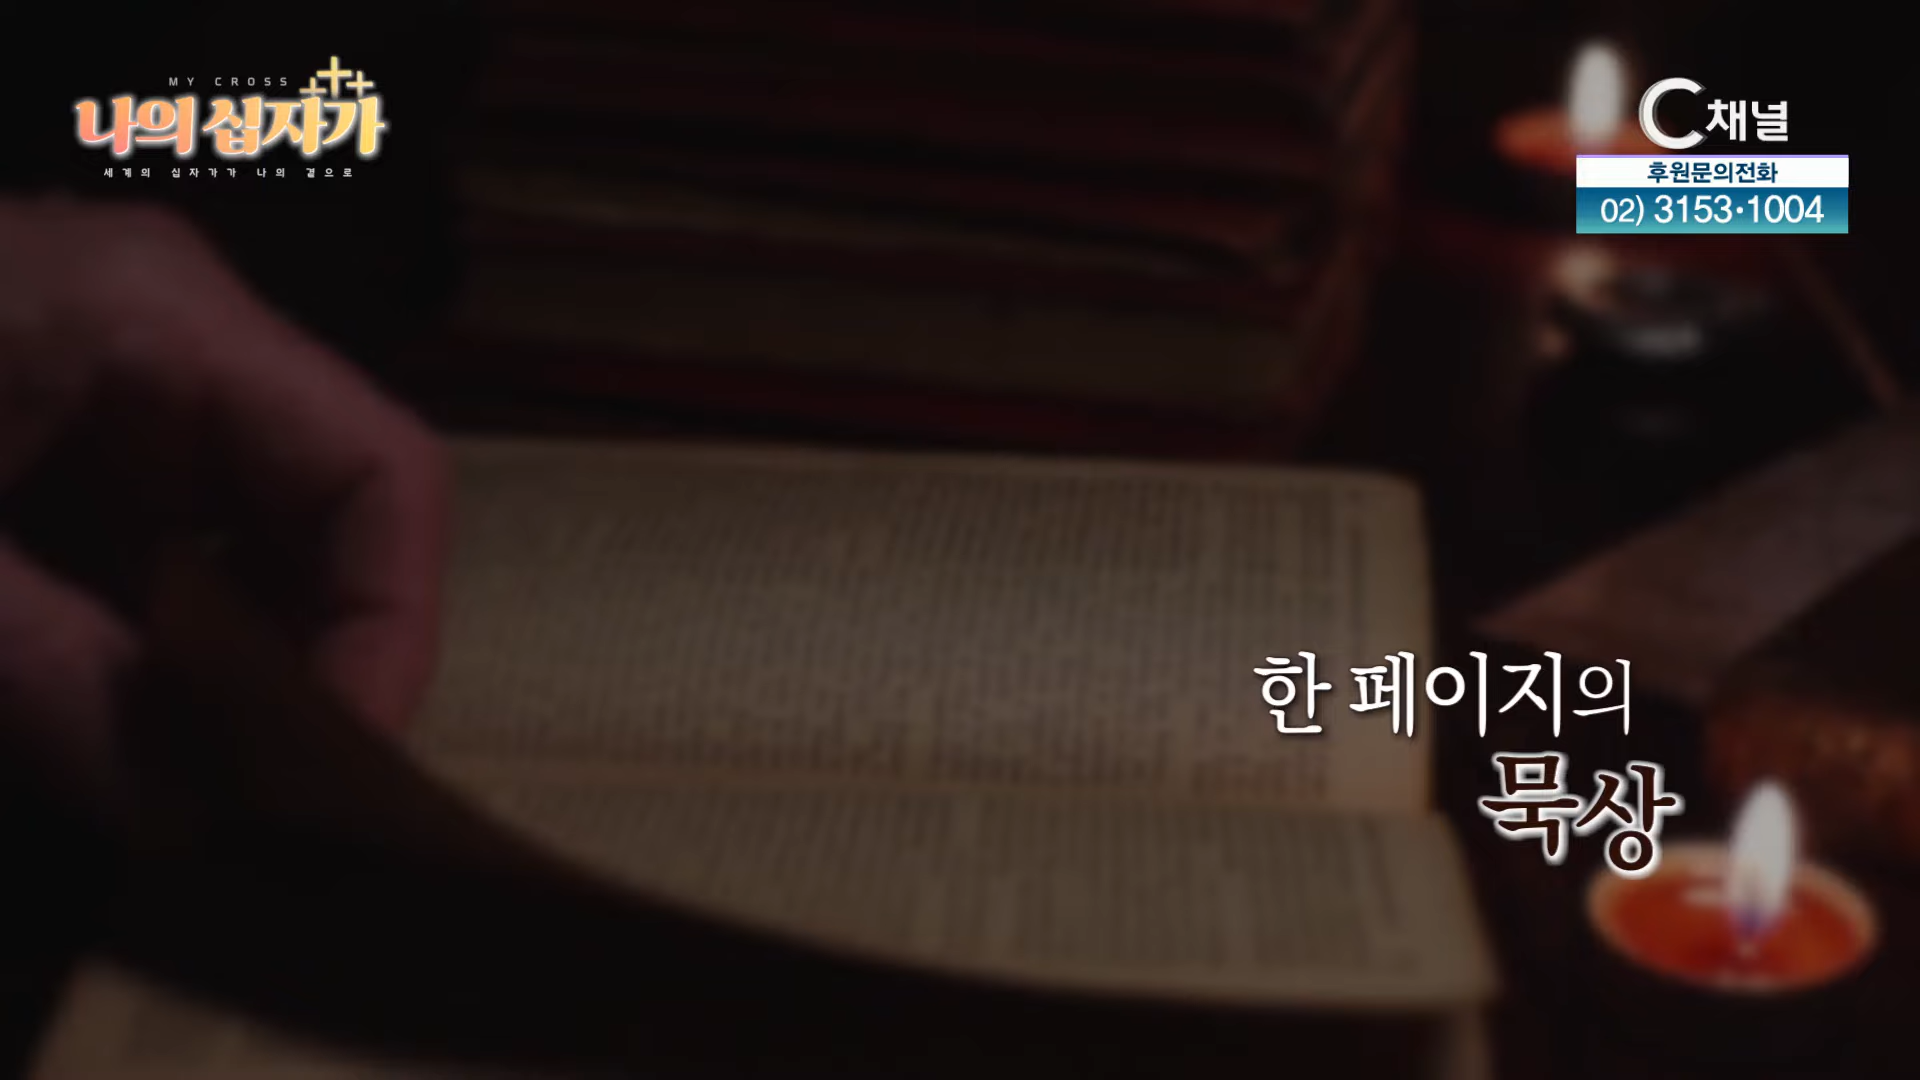 MY CROSS
나의 십자가
세계의 십자가가 나의 곁으로
C채널
후원문의전화
02) 3153·1004
한 페이지의
묵상